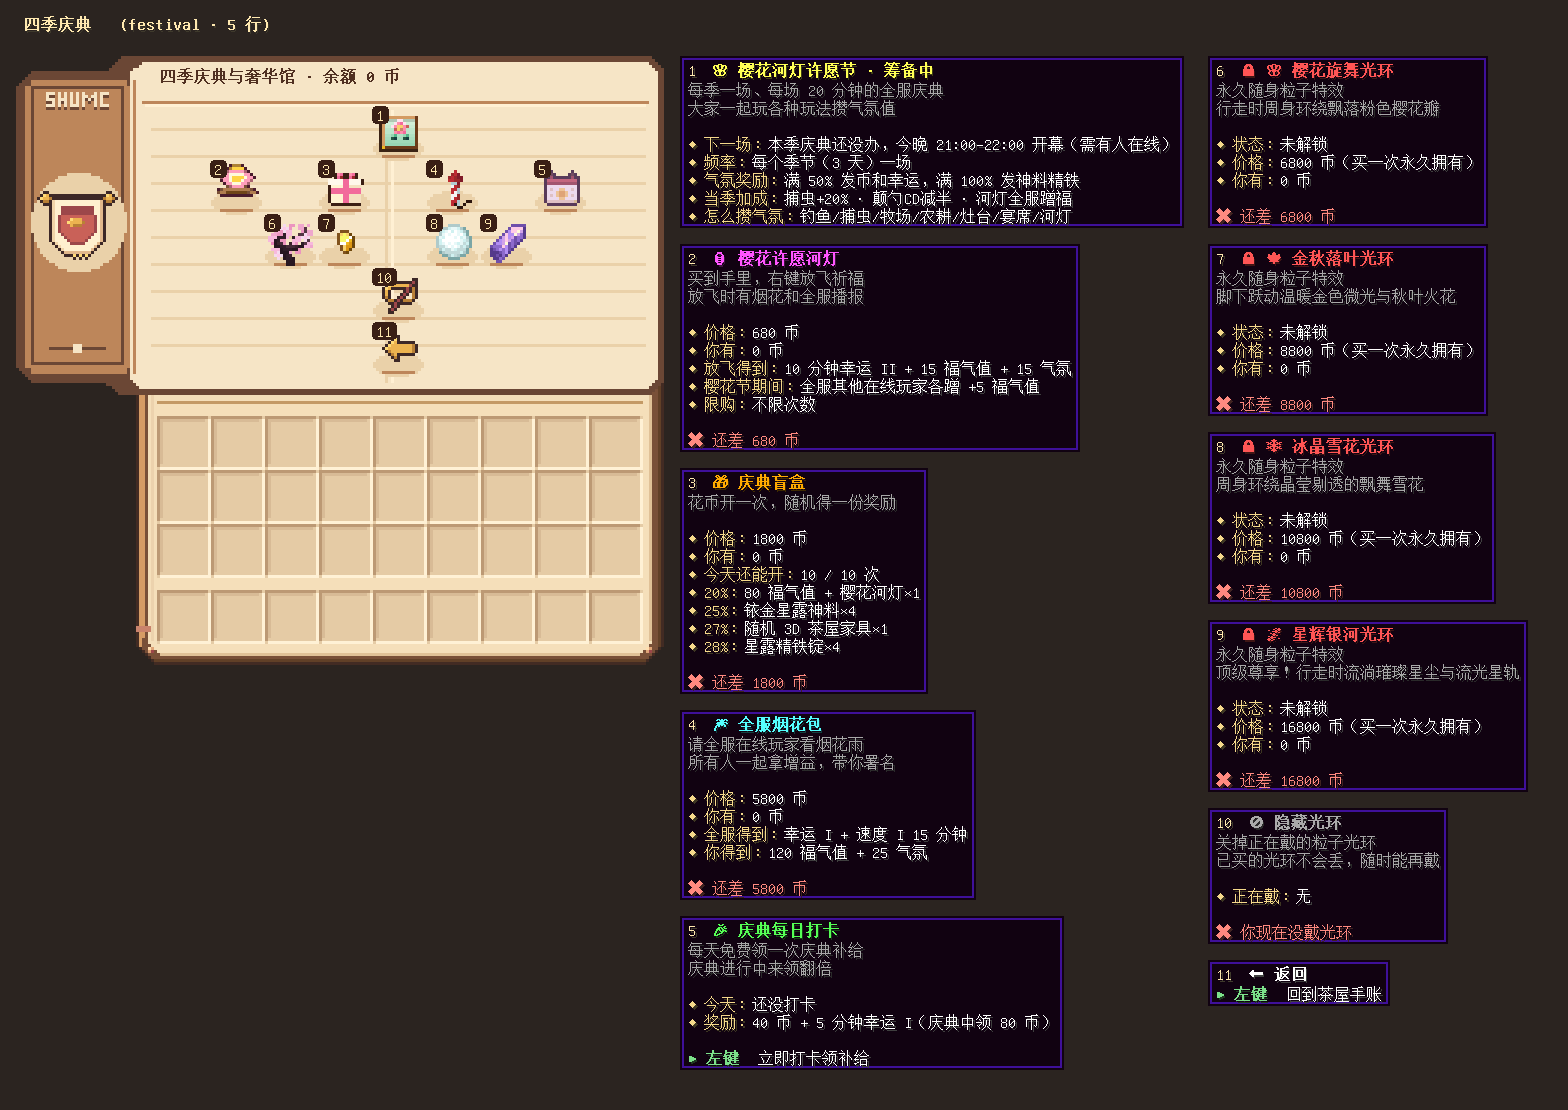 四季庆典 (festival · 5 行)
四季庆典与奢华馆 · 余额 0 币
SHUMC
1
2
3
4
5
6
7
8
9
10
11
1 🌸 樱花河灯许愿节 · 筹备中
每季一场、每场 20 分钟的全服庆典
大家一起玩各种玩法攒气氛值
◆ 下一场: 本季庆典还没办, 今晚 21:00-22:00 开幕 (需有人在线)
◆ 频率: 每个季节 (3 天) 一场
◆ 气氛奖励: 满 50% 发币和幸运, 满 100% 发神料精铁
◆ 当季加成: 捕虫+20% · 颠勺CD减半 · 河灯全服蹭福
◆ 怎么攒气氛: 钓鱼/捕虫/牧场/农耕/灶台/宴席/河灯
2 樱花许愿河灯
买到手里, 右键放飞祈福
放飞时有烟花和全服播报
◆ 价格: 680 币
◆ 你有: 0 币
◆ 放飞得到: 10 分钟幸运 II + 15 福气值 + 15 气氛
◆ 樱花节期间: 全服其他在线玩家各蹭 +5 福气值
◆ 限购: 不限次数
✖ 还差 680 币
3 庆典盲盒
花币开一次, 随机得一份奖励
◆ 价格: 1800 币
◆ 你有: 0 币
◆ 今天还能开: 10 / 10 次
◆ 20%: 80 福气值 + 樱花河灯×1
◆ 25%: 铱金星露神料×4
◆ 27%: 随机 3D 茶屋家具×1
◆ 28%: 星露精铁锭×4
✖ 还差 1800 币
4 全服烟花包
请全服在线玩家看烟花雨
所有人一起拿增益, 带你署名
◆ 价格: 5800 币
◆ 你有: 0 币
◆ 全服得到: 幸运 I + 速度 I 15 分钟
◆ 你得到: 120 福气值 + 25 气氛
✖ 还差 5800 币
5 庆典每日打卡
每天免费领一次庆典补给
庆典进行中来领翻倍
◆ 今天: 还没打卡
◆ 奖励: 40 币 + 5 分钟幸运 I (庆典中领 80 币)
▶ 左键 立即打卡领补给
6 🔒 🌸 樱花旋舞光环
永久随身粒子特效
行走时周身环绕飘落粉色樱花瓣
◆ 状态: 未解锁
◆ 价格: 6800 币 (买一次永久拥有)
◆ 你有: 0 币
✖ 还差 6800 币
7 🔒 🍁 金秋落叶光环
永久随身粒子特效
脚下跃动温暖金色微光与秋叶火花
◆ 状态: 未解锁
◆ 价格: 8800 币 (买一次永久拥有)
◆ 你有: 0 币
✖ 还差 8800 币
8 🔒 ❄ 冰晶雪花光环
永久随身粒子特效
周身环绕晶莹剔透的飘舞雪花
◆ 状态: 未解锁
◆ 价格: 10800 币 (买一次永久拥有)
◆ 你有: 0 币
✖ 还差 10800 币
9 🔒 🌌 星辉银河光环
永久随身粒子特效
顶级尊享! 行走时流淌璀璨星尘与流光星轨
◆ 状态: 未解锁
◆ 价格: 16800 币 (买一次永久拥有)
◆ 你有: 0 币
✖ 还差 16800 币
10 🚫 隐藏光环
关掉正在戴的粒子光环
已买的光环不会丢, 随时能再戴
◆ 正在戴: 无
✖ 你现在没戴光环
11 ⬅ 返回
▶ 左键 回到茶屋手账